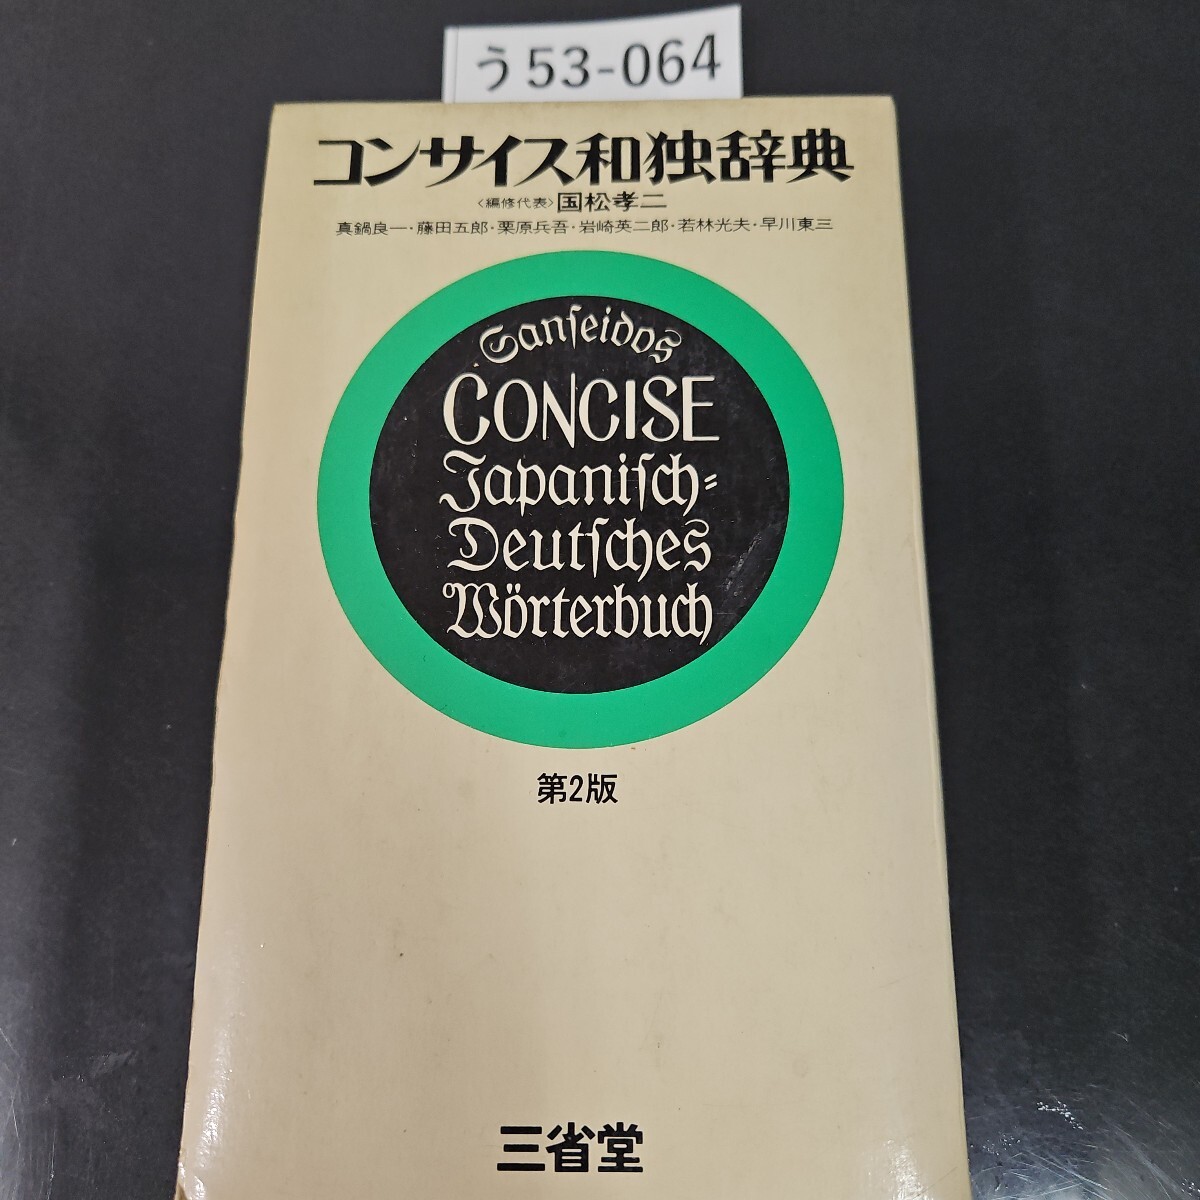 う53-064
コンサイス和独辞典
〈編修代表〉国松孝二
真鍋良一・藤田五郎・栗原兵吾・岩崎英二郎・若林光夫・早川東三
Sanſeidos
CONCISE
Japaniſch=
Deutſches
Wörterbuch
第2版
三省堂